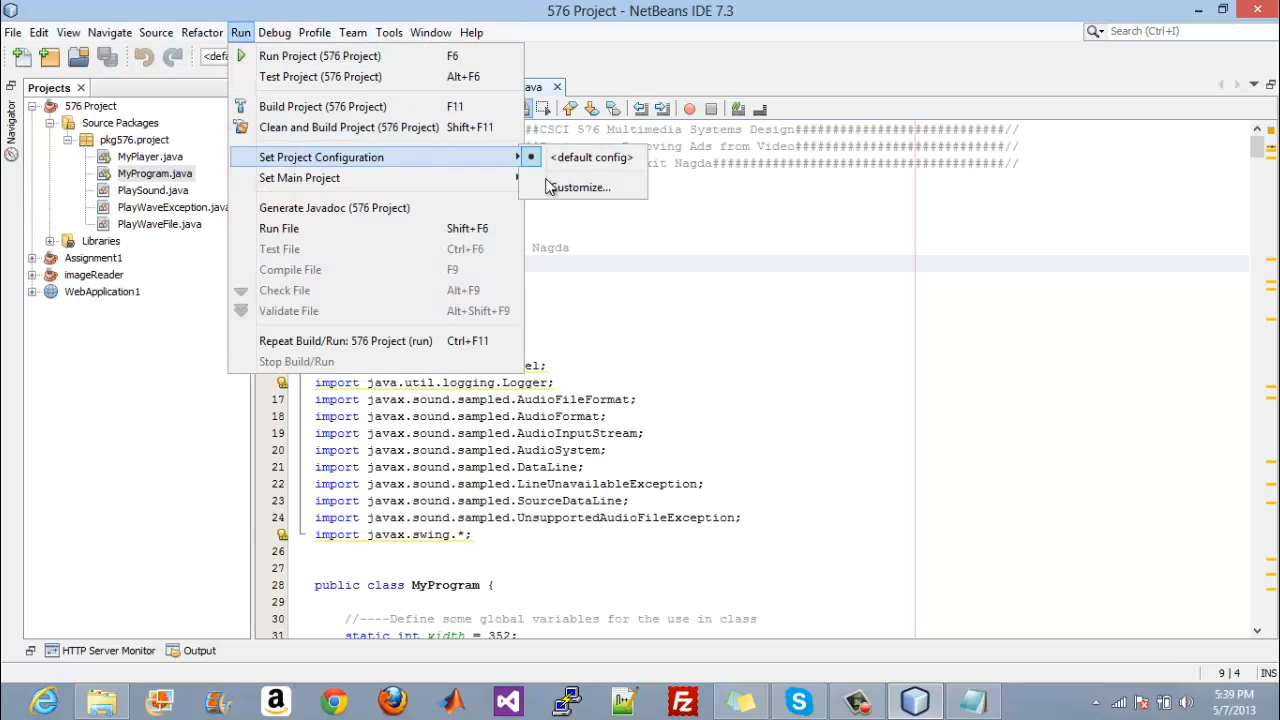 576 Project - NetBeans IDE 7.3
File Edit View Navigate Source Refactor Run Debug Profile Team Tools Window Help
Search (Ctrl+I)
<defa
Run Project (576 Project) F6
Test Project (576 Project) Alt+F6
Build Project (576 Project) F11
Clean and Build Project (576 Project) Shift+F11
Set Project Configuration
<default config>
Customize...
Set Main Project
Generate Javadoc (576 Project)
Run File Shift+F6
Test File Ctrl+F6
Compile File F9
Check File Alt+F9
Validate File Alt+Shift+F9
Repeat Build/Run: 576 Project (run) Ctrl+F11
Stop Build/Run
Navigator
Projects
576 Project
Source Packages
pkg576.project
MyPlayer.java
MyProgram.java
PlaySound.java
PlayWaveException.java
PlayWaveFile.java
Libraries
Assignment1
imageReader
WebApplication1
ava
##CSCI 576 Multimedia Systems Design############################//
oving Ads from Video############################//
kit Nagda############################//
Nagda
el;
import java.util.logging.Logger;
17 import javax.sound.sampled.AudioFileFormat;
18 import javax.sound.sampled.AudioFormat;
19 import javax.sound.sampled.AudioInputStream;
20 import javax.sound.sampled.AudioSystem;
21 import javax.sound.sampled.DataLine;
22 import javax.sound.sampled.LineUnavailableException;
23 import javax.sound.sampled.SourceDataLine;
24 import javax.sound.sampled.UnsupportedAudioFileException;
import javax.swing.*;
26
27
28 public class MyProgram {
29
30 //----Define some global variables for the use in class
31 static int width = 352;
HTTP Server Monitor Output
9 | 4 INS
5:39 PM
5/7/2013